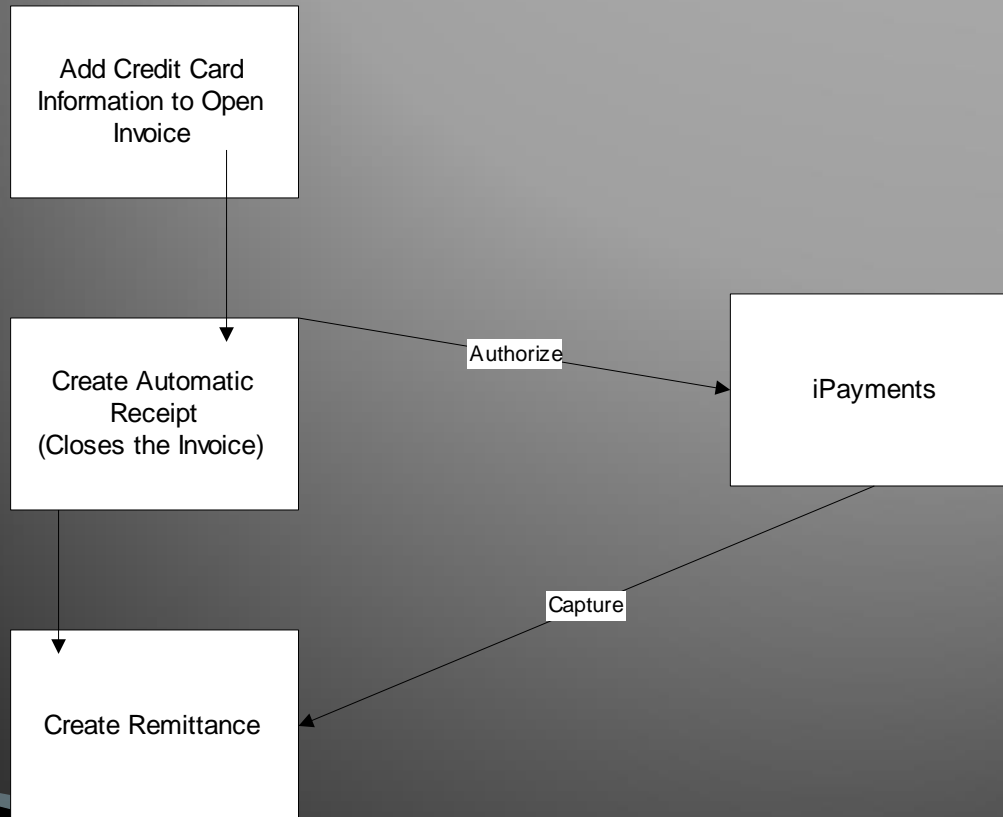 Add Credit Card
Information to Open
Invoice
Create Automatic
Receipt
(Closes the Invoice)
Authorize
iPayments
Capture
Create Remittance